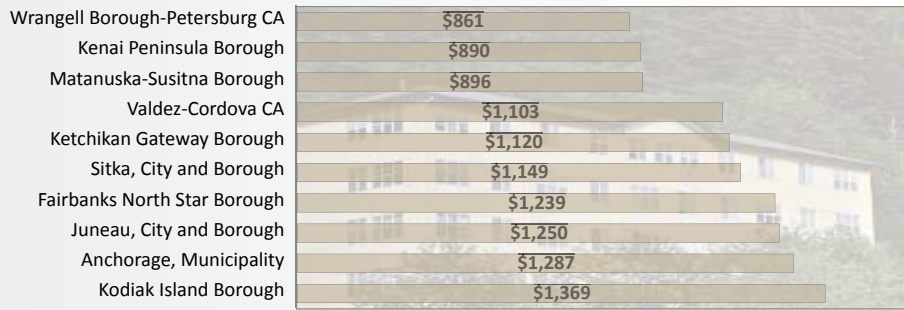 Wrangell Borough-Petersburg CA $861
Kenai Peninsula Borough $890
Matanuska-Susitna Borough $896
Valdez-Cordova CA $1,103
Ketchikan Gateway Borough $1,120
Sitka, City and Borough $1,149
Fairbanks North Star Borough $1,239
Juneau, City and Borough $1,250
Anchorage, Municipality $1,287
Kodiak Island Borough $1,369